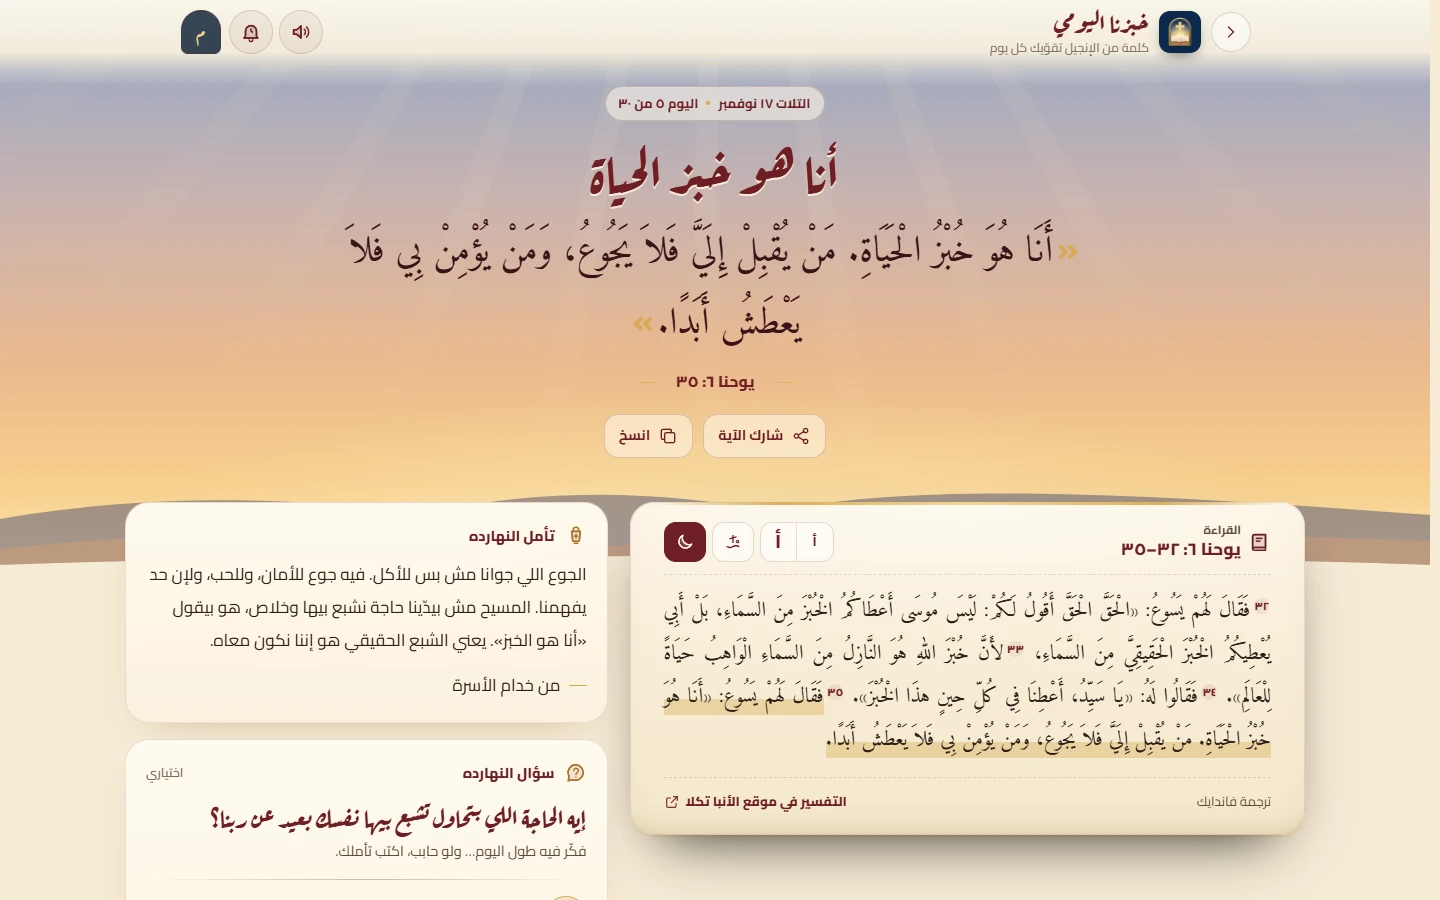 خبزنا اليومي
كلمة من الإنجيل تقوّيك كل يوم
م
التلات ١٧ نوفمبر • اليوم ٥ من ٣٠
أنا هو خبز الحياة
«أَنَا هُوَ خُبْزُ الْحَيَاةِ. مَنْ يُقْبِلْ إِلَيَّ فَلاَ يَجُوعُ، وَمَنْ يُؤْمِنْ بِي فَلاَ
يَعْطَشُ أَبَدًا.»
يوحنا ٦: ٣٥
شارك الآية
انسخ
القراءة
يوحنا ٦: ٣٢–٣٥
أ
أ
٣٢ فَقَالَ لَهُمْ يَسُوعُ: «الْحَقَّ الْحَقَّ أَقُولُ لَكُمْ: لَيْسَ مُوسَى أَعْطَاكُمُ الْخُبْزَ مِنَ السَّمَاءِ، بَلْ أَبِي
يُعْطِيكُمُ الْخُبْزَ الْحَقِيقِيَّ مِنَ السَّمَاءِ، ٣٣ لأَنَّ خُبْزَ اللهِ هُوَ النَّازِلُ مِنَ السَّمَاءِ الْوَاهِبُ حَيَاةً
لِلْعَالَمِ». ٣٤ فَقَالُوا لَهُ: «يَا سَيِّدُ، أَعْطِنَا فِي كُلِّ حِينٍ هذَا الْخُبْزَ». ٣٥ فَقَالَ لَهُمْ يَسُوعُ: «أَنَا هُوَ
خُبْزُ الْحَيَاةِ. مَنْ يُقْبِلْ إِلَيَّ فَلاَ يَجُوعُ، وَمَنْ يُؤْمِنْ بِي فَلاَ يَعْطَشُ أَبَدًا.
ترجمة فاندايك
التفسير في موقع الأنبا تكلا
تأمل النهارده
الجوع اللي جوانا مش بس للأكل. فيه جوع للأمان، وللحب، ولإن حد
يفهمنا. المسيح مش بيدّينا حاجة نشبع بيها وخلاص، هو بيقول
«أنا هو الخبز». يعني الشبع الحقيقي هو إننا نكون معاه.
— من خدام الأسرة
سؤال النهارده
اختياري
إيه الحاجة اللي بتحاول تشبع بيها نفسك بعيد عن ربنا؟
فكّر فيه طول اليوم… ولو حابب، اكتب تأملك.